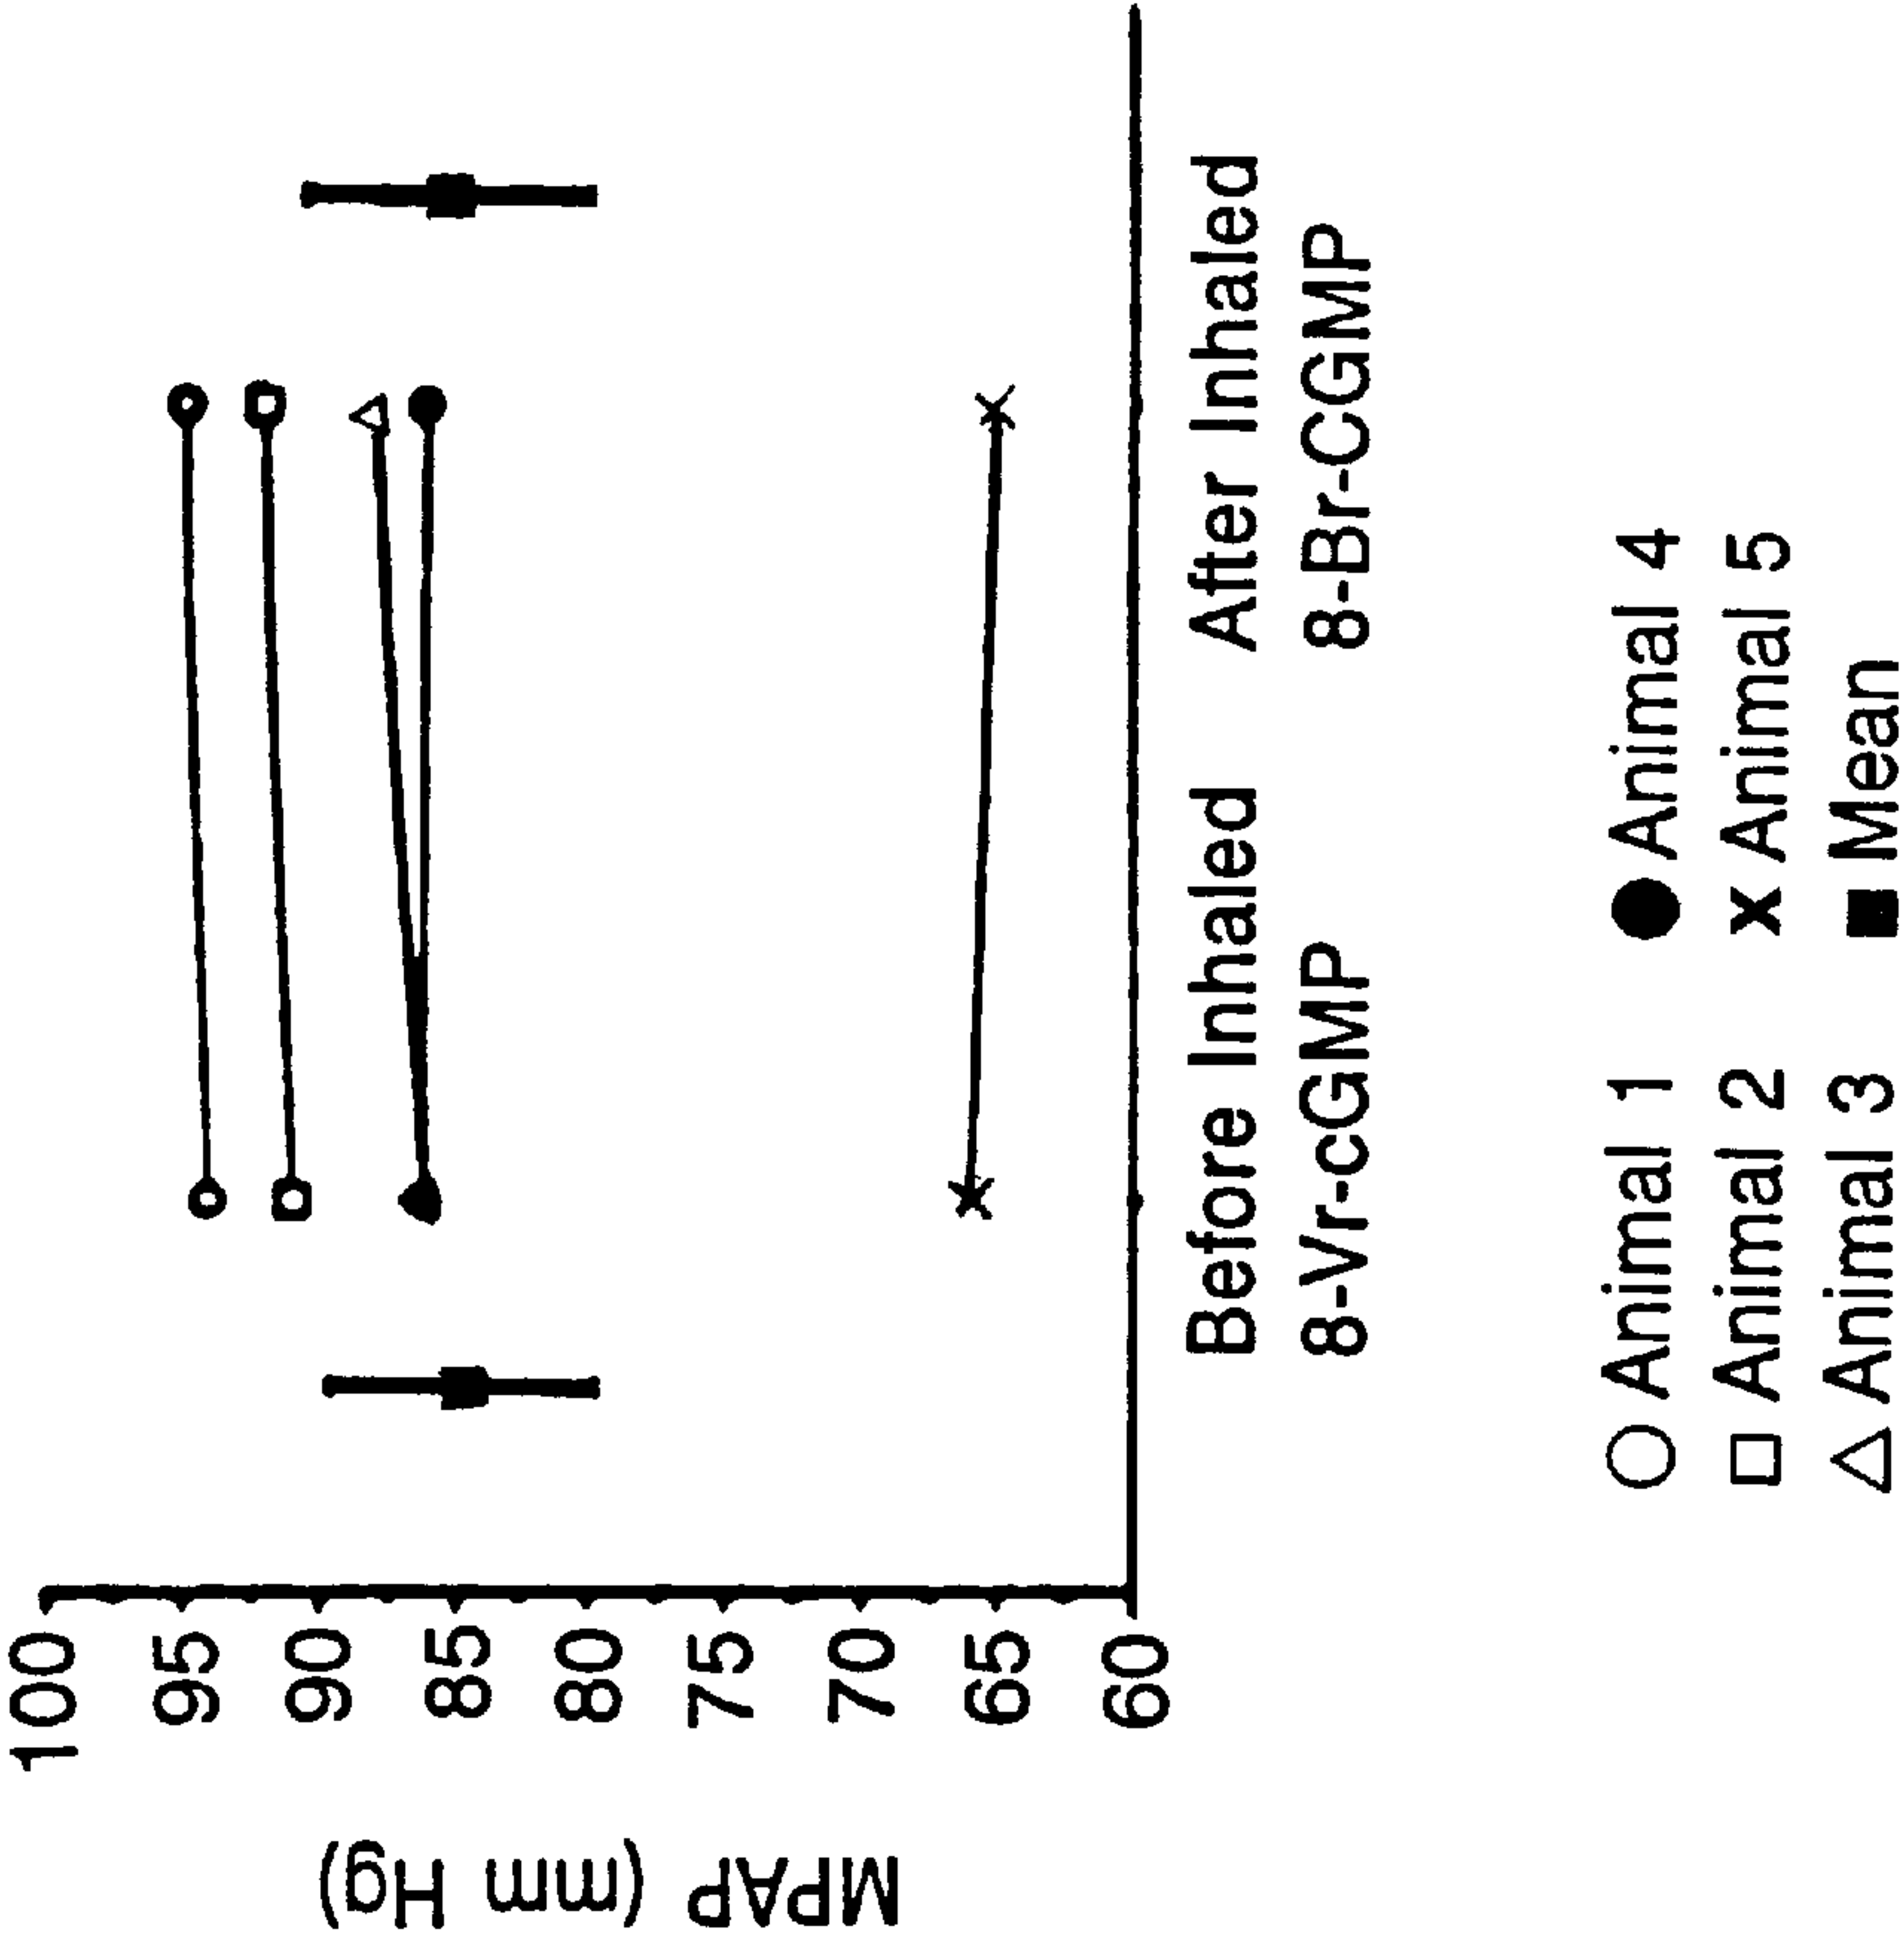 MPAP (mm Hg)
100
95
90
85
80
75
70
65
60
Before Inhaled
8-Vr-cGMP
After Inhaled
8-Br-CGMP
Animal 1
Animal 2
Animal 3
Animal 4
x Animal 5
Mean